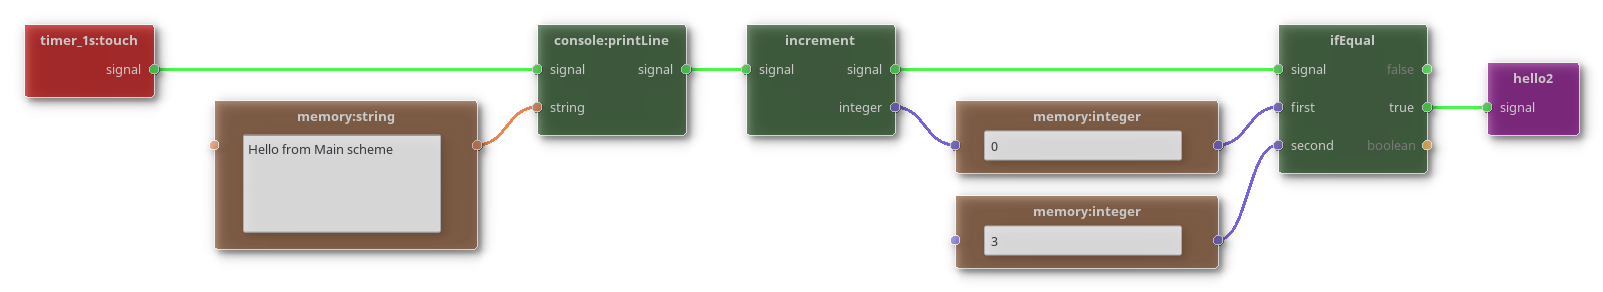 timer_1s:touch
signal
memory:string
Hello from Main scheme
console:printLine
signal signal
string
increment
signal signal
integer
memory:integer
0
memory:integer
3
ifEqual
signal false
first true
second boolean
hello2
signal